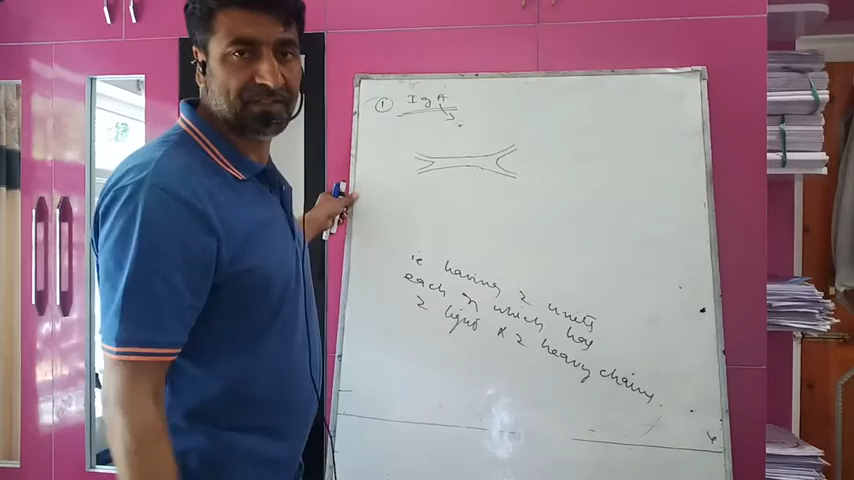 ① IgA
ie having 2 units
each of which has
2 light & 2 heavy chains.